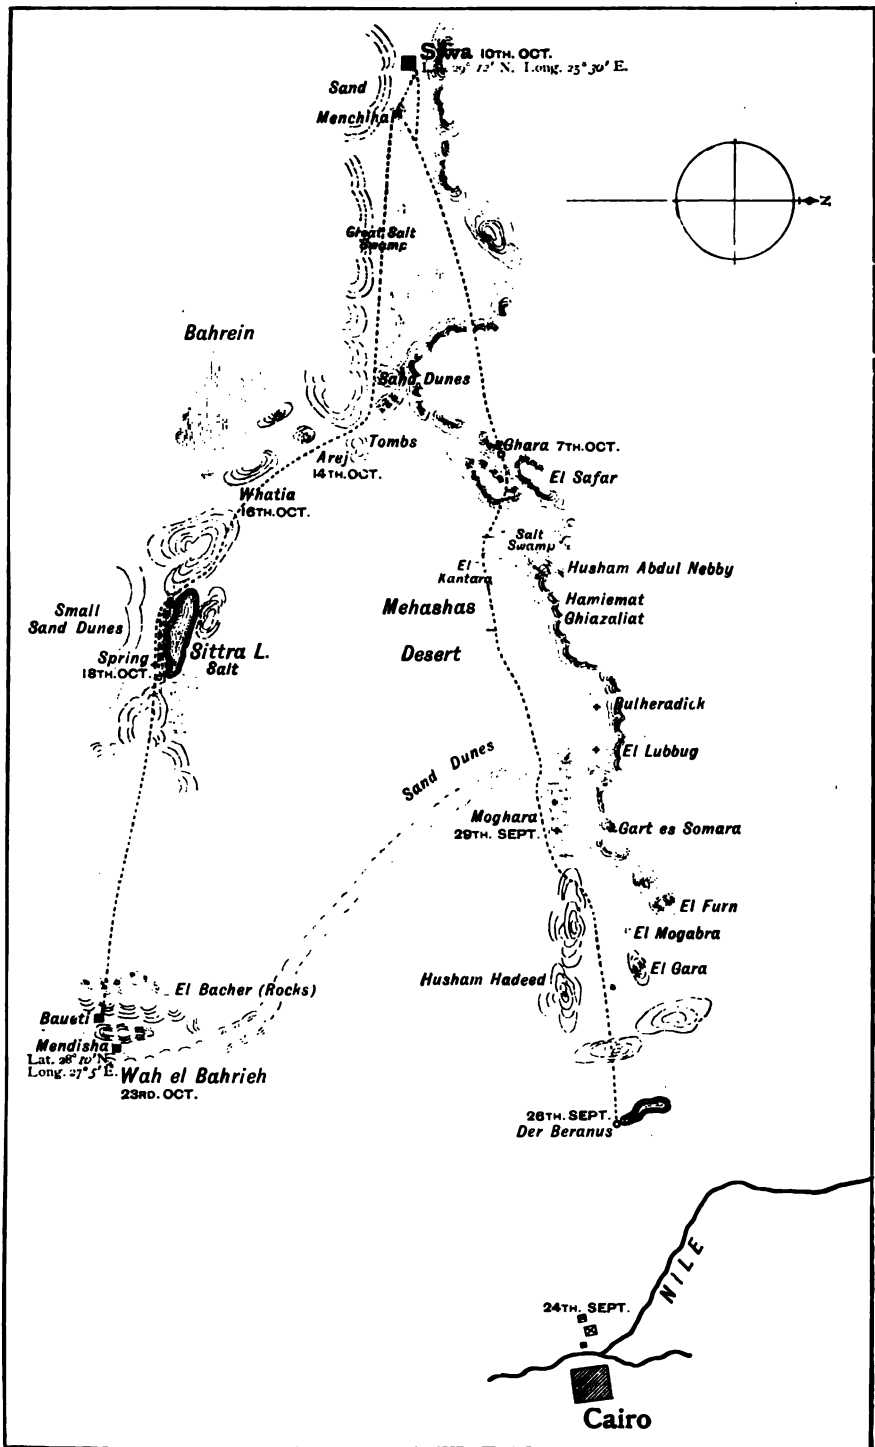 Siwa 10TH. OCT.
Lat. 29° 12' N. Long. 25° 30' E.
Sand
Menchihai
N
Great Salt
Swamp
Bahrein
Sand Dunes
Tombs
Arej
14TH. OCT.
Ghara 7TH. OCT.
El Safar
Whatia
16TH. OCT.
Salt
Swamp
El
Kantara
Husham Abdul Nebby
Mehashas
Desert
Hamiemat
Ghiazaliat
Small
Sand Dunes
Sittra L.
Salt
Spring
18TH. OCT.
Bulheradick
El Lubbug
Sand Dunes
Moghara
29TH. SEPT.
Gart es Somara
El Furn
El Mogabra
El Gara
Husham Hadeed
El Bacher (Rocks)
Baueti
Mendisha
Lat. 28° 10' N.
Long. 27° 5' E.
Wah el Bahrieh
23RD. OCT.
26TH. SEPT.
Der Beranus
NILE
24TH. SEPT.
Cairo